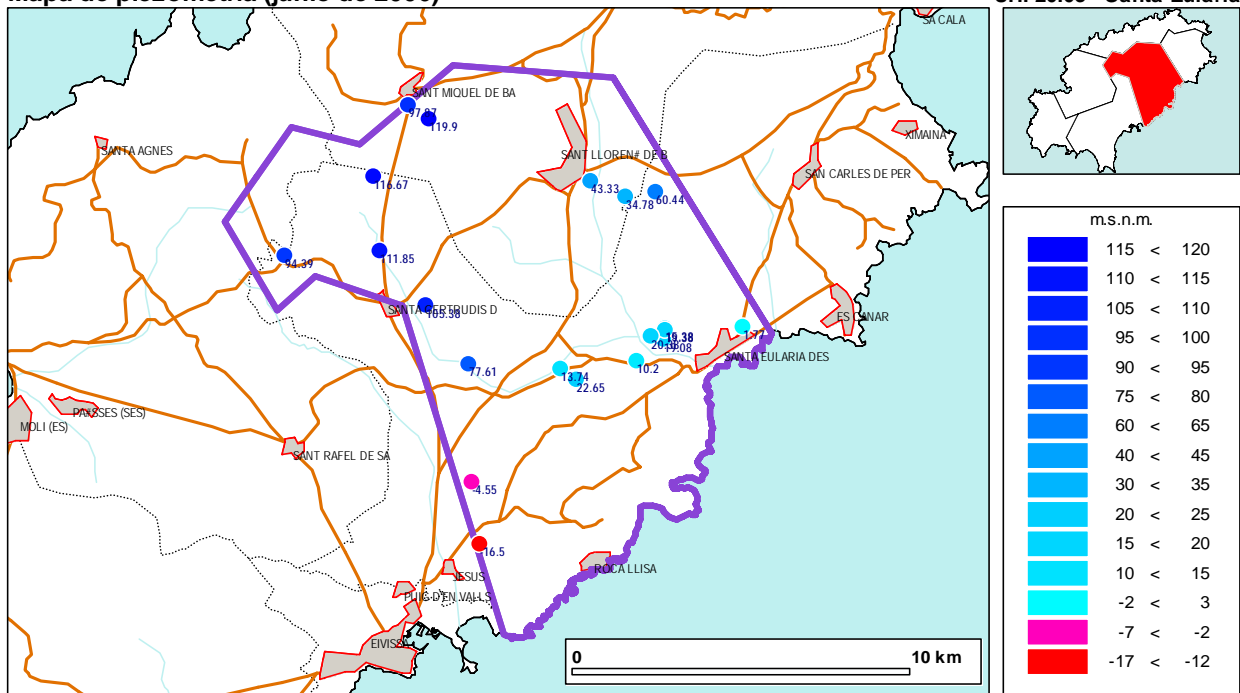 SA CALA
SANT MIQUEL DE BA
97.87
119.9
XIMAINA
SANTA AGNES
SANT LLOREN# DE B
SAN CARLES DE PER
116.67
43.33
34.78
60.44
111.85
94.39
SANTA GERTRUDIS D
105.38
ES CANAR
1.77
SANTA EULARIA DES
10.2
77.61
13.74
22.65
PA#SSES (SES)
MOLI (ES)
SANT RAFEL DE SA
-4.55
ROCA LLISA
JESUS
PUIG D'EN VALLS
EIVISSA
0 10 km
m.s.n.m.
115 < 120
110 < 115
105 < 110
95 < 100
90 < 95
75 < 80
60 < 65
40 < 45
30 < 35
20 < 25
15 < 20
10 < 15
-2 < 3
-7 < -2
-17 < -12